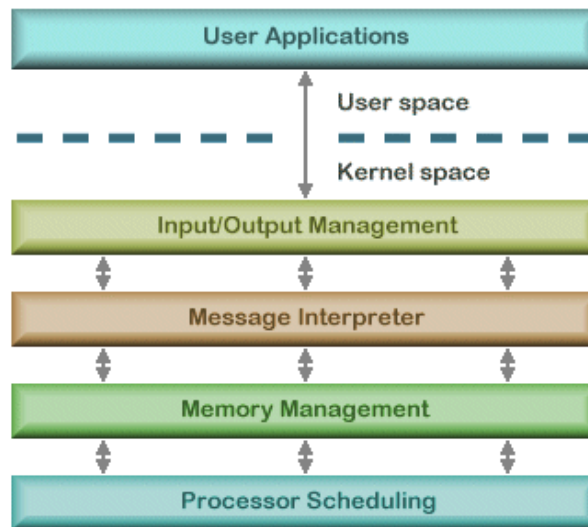 User Applications
User space
Kernel space
Input/Output Management
Message Interpreter
Memory Management
Processor Scheduling